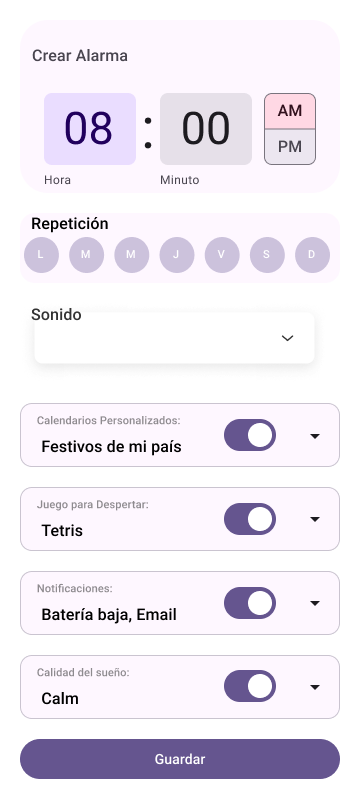 Crear Alarma
08 : 00 AM
PM
Hora Minuto
Repetición
L M M J V S D
Sonido
Calendarios Personalizados:
Festivos de mi país
Juego para Despertar:
Tetris
Notificaciones:
Batería baja, Email
Calidad del sueño:
Calm
Guardar